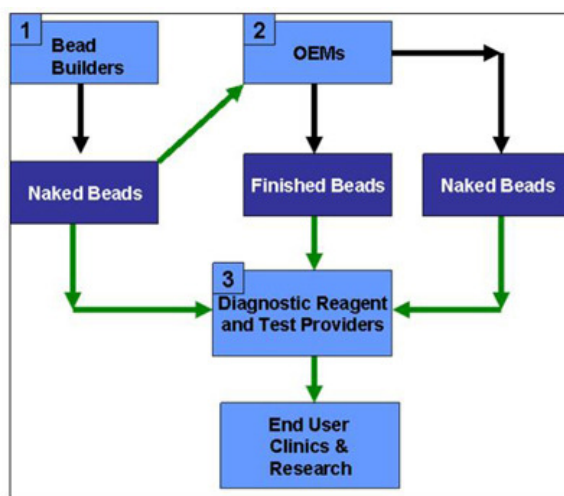 1
Bead
Builders
2
OEMs
Naked Beads
Finished Beads
Naked Beads
3
Diagnostic Reagent
and Test Providers
End User
Clinics &
Research